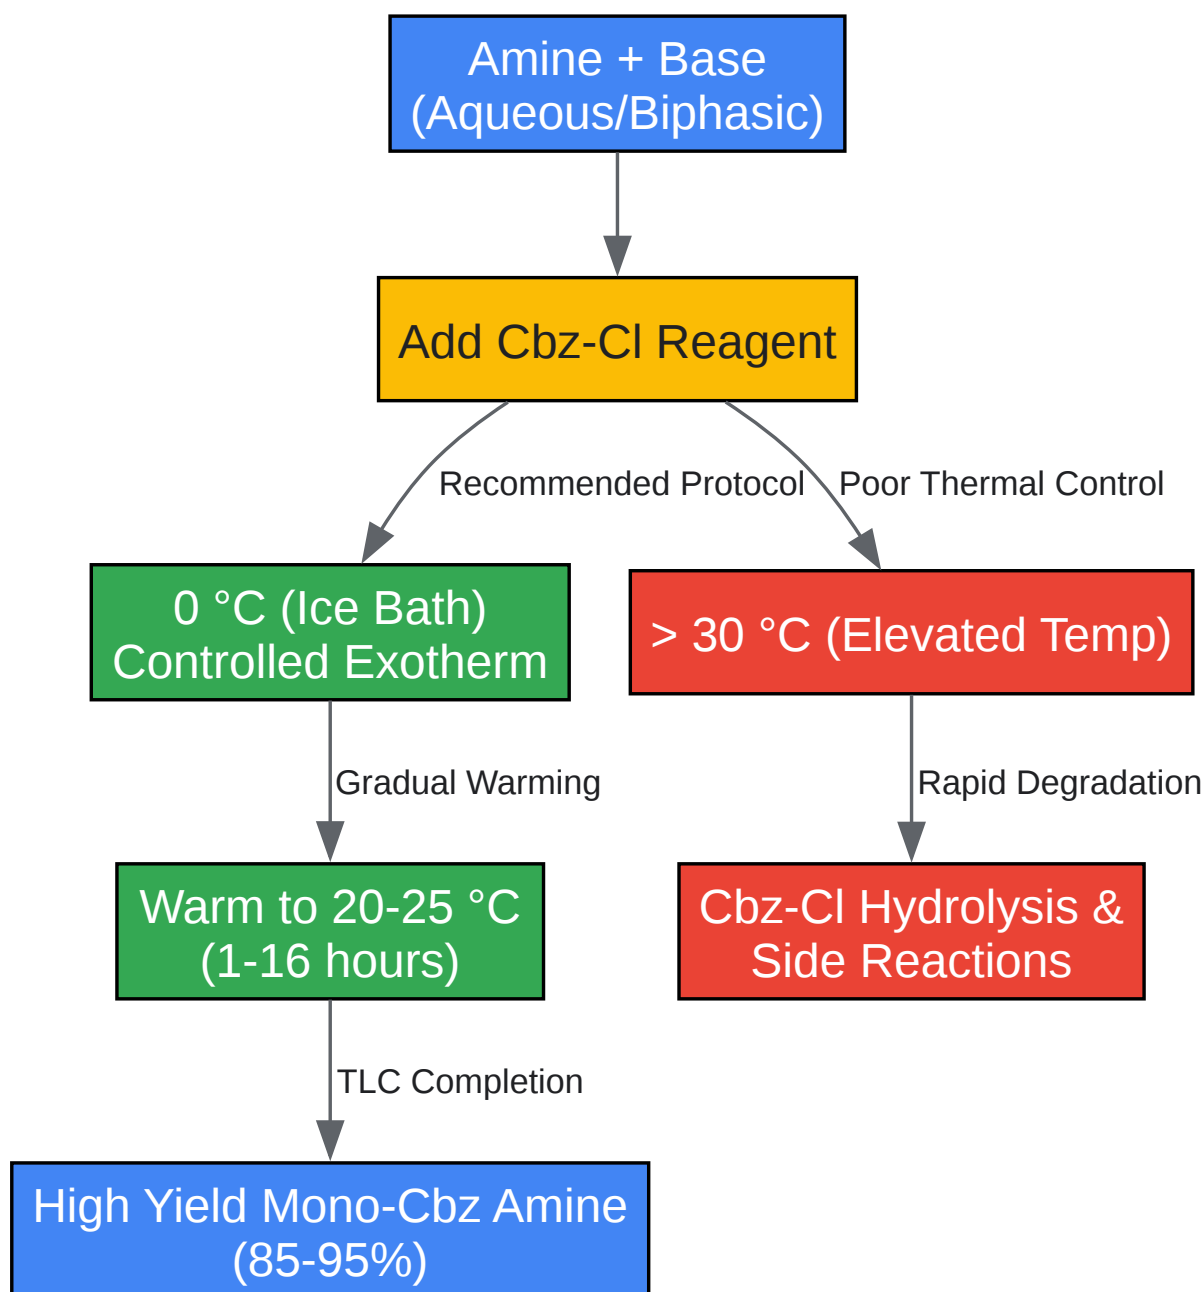 Amine + Base
(Aqueous/Biphasic)
Add Cbz-Cl Reagent
Recommended Protocol
Poor Thermal Control
0 °C (Ice Bath)
Controlled Exotherm
> 30 °C (Elevated Temp)
Gradual Warming
Rapid Degradation
Warm to 20-25 °C
(1-16 hours)
Cbz-Cl Hydrolysis &
Side Reactions
TLC Completion
High Yield Mono-Cbz Amine
(85-95%)